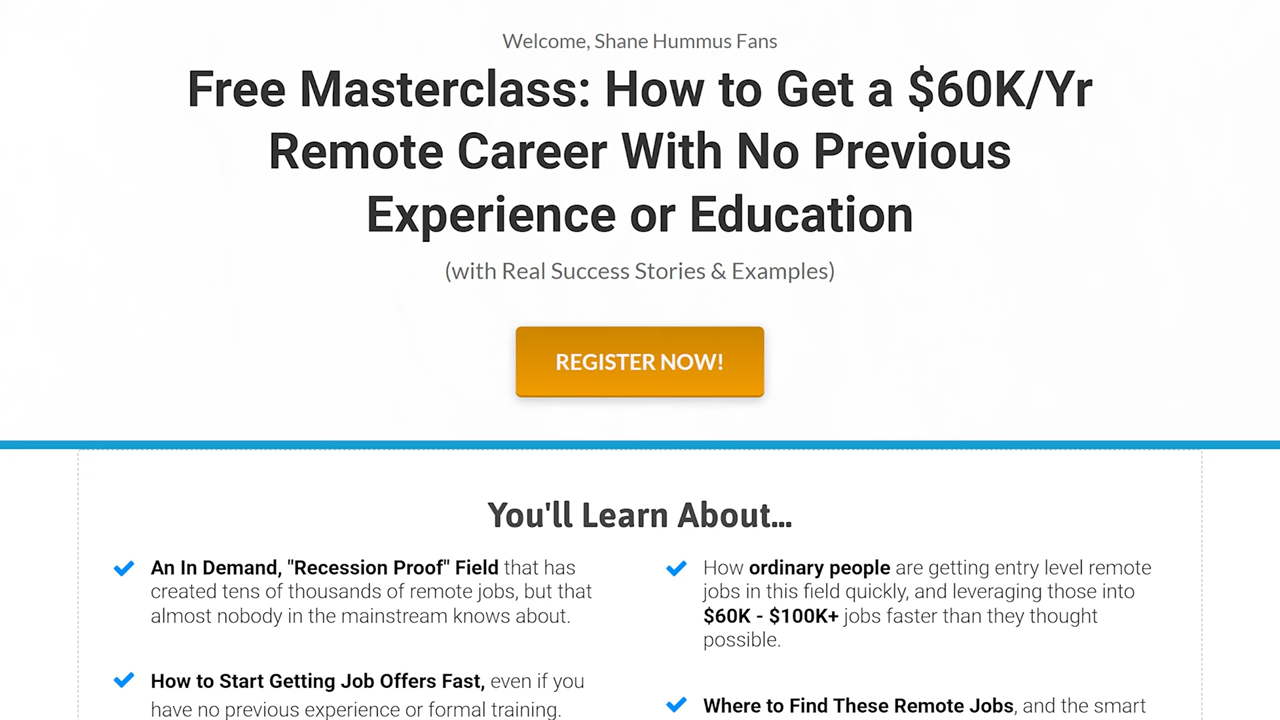 Welcome, Shane Hummus Fans
Free Masterclass: How to Get a $60K/Yr
Remote Career With No Previous
Experience or Education
(with Real Success Stories & Examples)
REGISTER NOW!
You'll Learn About...
An In Demand, "Recession Proof" Field that has
created tens of thousands of remote jobs, but that
almost nobody in the mainstream knows about.
How to Start Getting Job Offers Fast, even if you
have no previous experience or formal training.
How ordinary people are getting entry level remote
jobs in this field quickly, and leveraging those into
$60K - $100K+ jobs faster than they thought
possible.
Where to Find These Remote Jobs, and the smart